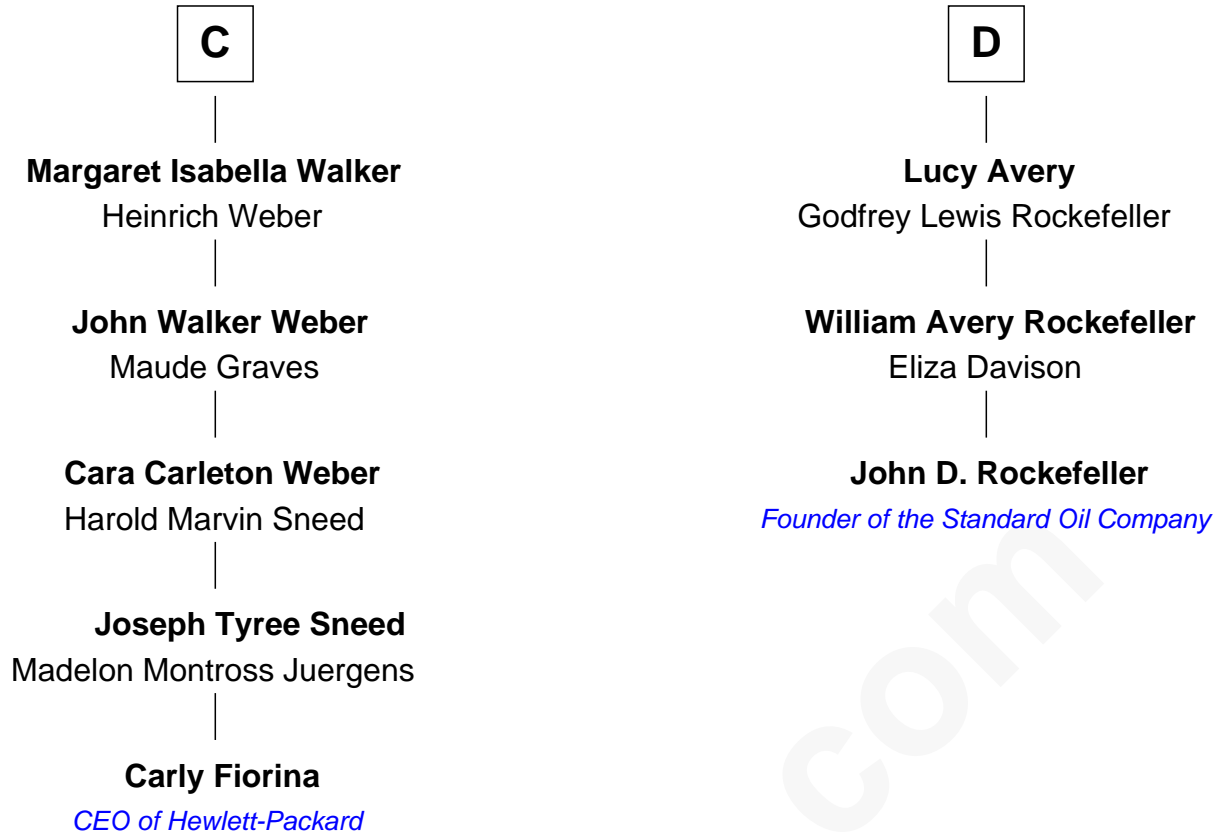 C
Margaret Isabella Walker
Heinrich Weber
John Walker Weber
Maude Graves
Cara Carleton Weber
Harold Marvin Sneed
Joseph Tyree Sneed
Madelon Montross Juergens
Carly Fiorina
CEO of Hewlett-Packard
D
Lucy Avery
Godfrey Lewis Rockefeller
William Avery Rockefeller
Eliza Davison
John D. Rockefeller
Founder of the Standard Oil Company
com